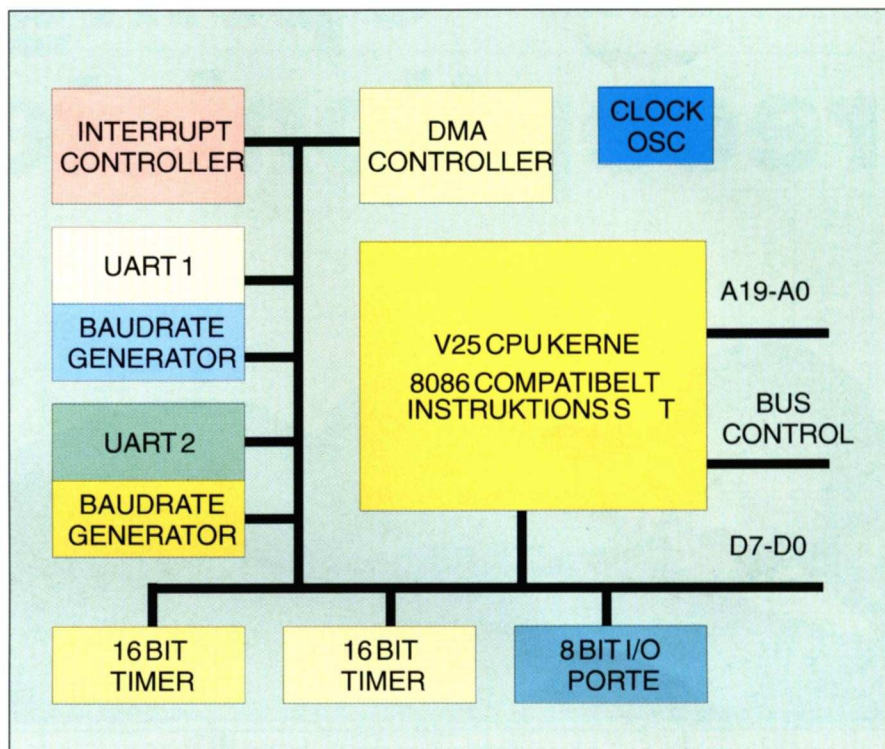 INTERRUPT
CONTROLLER
DMA
CONTROLLER
CLOCK
OSC
UART 1
BAUDRATE
GENERATOR
UART 2
BAUDRATE
GENERATOR
V25 CPU KERNE
8086 COMPATIBELT
INSTRUKTIONSS T
A19-A0
BUS
CONTROL
D7-D0
16 BIT
TIMER
16 BIT
TIMER
8 BIT I/O
PORTE